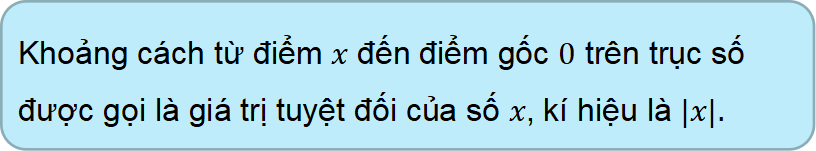 Khoảng cách từ điểm x đến điểm gốc 0 trên trục số
được gọi là giá trị tuyệt đối của số x, kí hiệu là |x|.